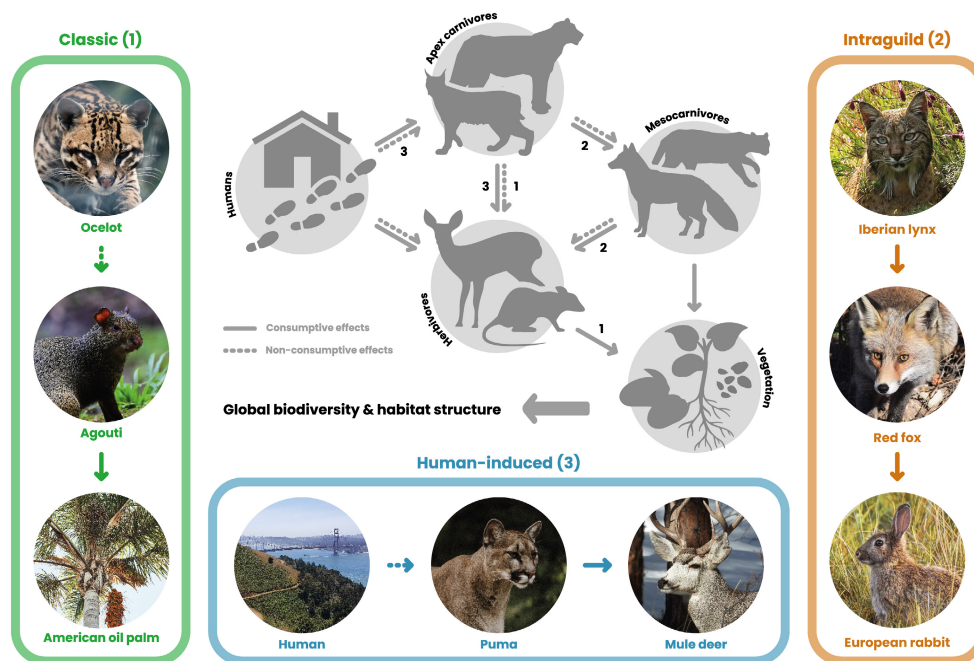 Classic (1)
Ocelot
Agouti
American oil palm
Apex carnivores
Mesocarnivores
Humans
3
2
3
1
2
Herbivores
1
Vegetation
Consumptive effects
Non-consumptive effects
Global biodiversity & habitat structure
Human-induced (3)
Human
Puma
Mule deer
Intraguild (2)
Iberian lynx
Red fox
European rabbit